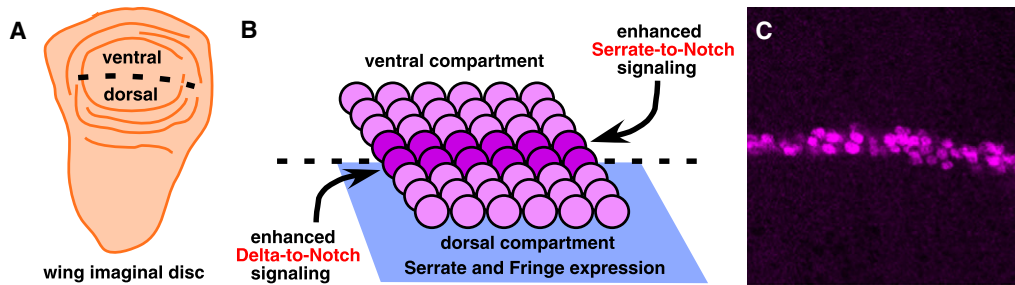 A
ventral
dorsal
wing imaginal disc
B
ventral compartment
enhanced
Serrate-to-Notch
signaling
enhanced
Delta-to-Notch
signaling
dorsal compartment
Serrate and Fringe expression
C